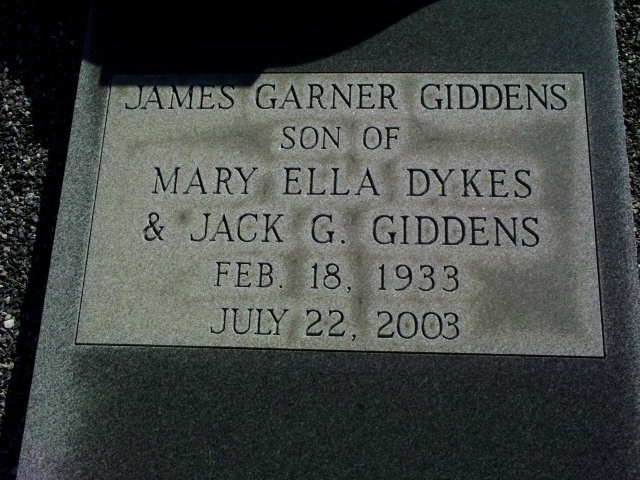 JAMES GARNER GIDDENS
SON OF
MARY ELLA DYKES
& JACK G. GIDDENS
FEB. 18, 1933
JULY 22, 2003